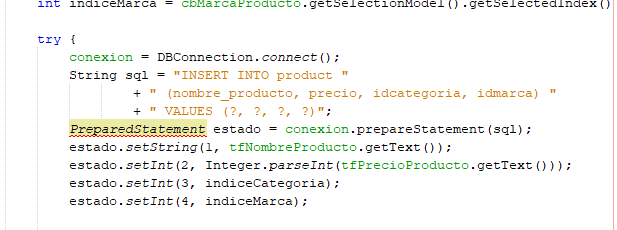 int indiceMarca = cbMarcaProducto.getSelectionModel().getSelectedIndex()
try {
conexion = DBConnection.connect();
String sql = "INSERT INTO product "
+ " (nombre_producto, precio, idcategoria, idmarca) "
+ " VALUES (?, ?, ?, ?)";
PreparedStatement estado = conexion.prepareStatement(sql);
estado.setString(1, tfNombreProducto.getText());
estado.setInt(2, Integer.parseInt(tfPrecioProducto.getText()));
estado.setInt(3, indiceCategoria);
estado.setInt(4, indiceMarca);